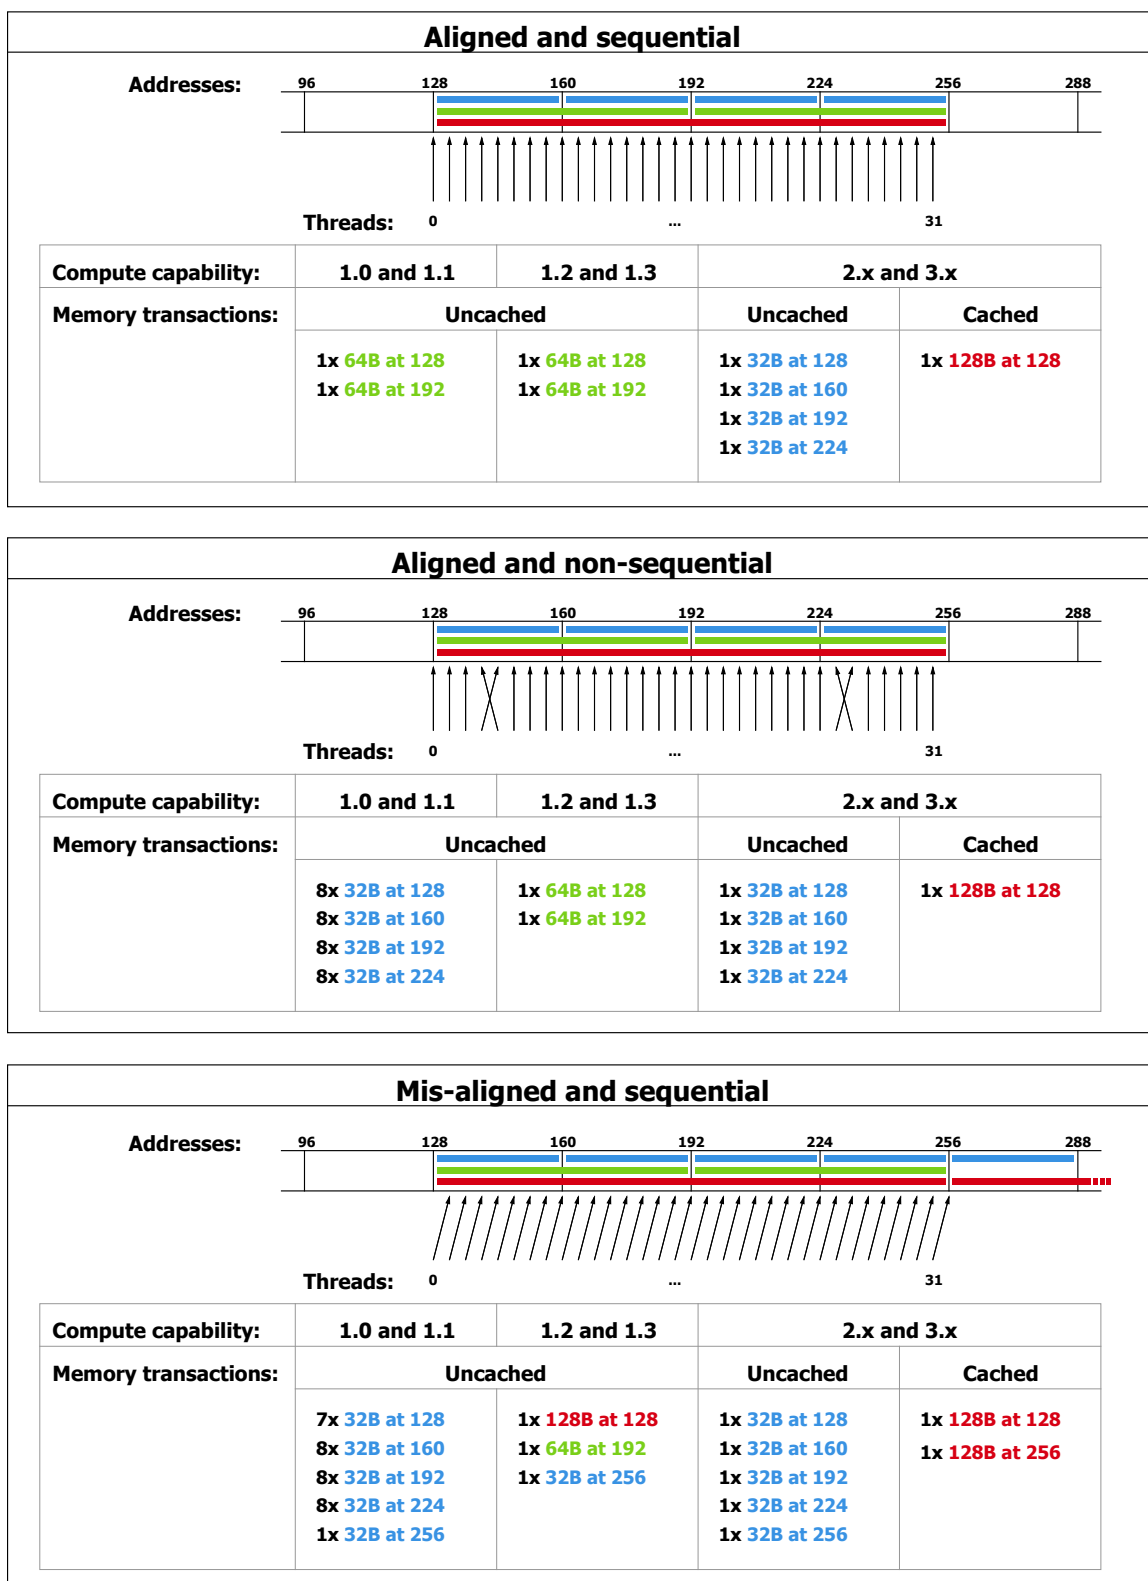 Aligned and sequential
Addresses: 96 128 160 192 224 256 288
Threads: 0 ... 31
Compute capability: 1.0 and 1.1 1.2 and 1.3 2.x and 3.x
Memory transactions: Uncached Uncached Cached
1x 64B at 128 1x 64B at 128 1x 32B at 128 1x 128B at 128
1x 64B at 192 1x 64B at 192 1x 32B at 160
1x 32B at 192
1x 32B at 224
Aligned and non-sequential
Addresses: 96 128 160 192 224 256 288
Threads: 0 ... 31
Compute capability: 1.0 and 1.1 1.2 and 1.3 2.x and 3.x
Memory transactions: Uncached Uncached Cached
8x 32B at 128 1x 64B at 128 1x 32B at 128 1x 128B at 128
8x 32B at 160 1x 64B at 192 1x 32B at 160
8x 32B at 192 1x 32B at 192
8x 32B at 224 1x 32B at 224
Mis-aligned and sequential
Addresses: 96 128 160 192 224 256 288
Threads: 0 ... 31
Compute capability: 1.0 and 1.1 1.2 and 1.3 2.x and 3.x
Memory transactions: Uncached Uncached Cached
7x 32B at 128 1x 128B at 128 1x 32B at 128 1x 128B at 128
8x 32B at 160 1x 64B at 192 1x 32B at 160 1x 128B at 256
8x 32B at 192 1x 32B at 256 1x 32B at 192
8x 32B at 224 1x 32B at 224
1x 32B at 256 1x 32B at 256